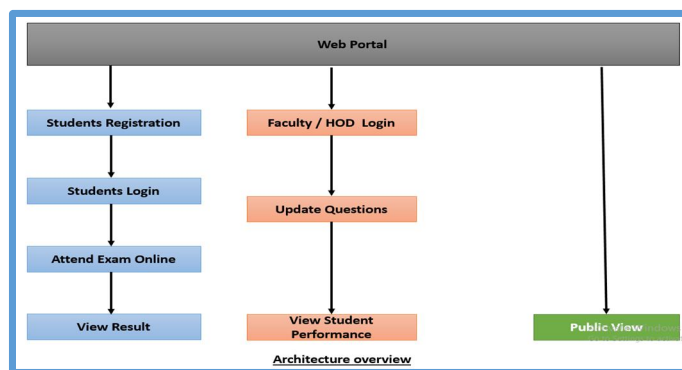 Web Portal
Students Registration
Faculty / HOD Login
Students Login
Update Questions
Attend Exam Online
View Result
View Student
Performance
Public View
Architecture overview